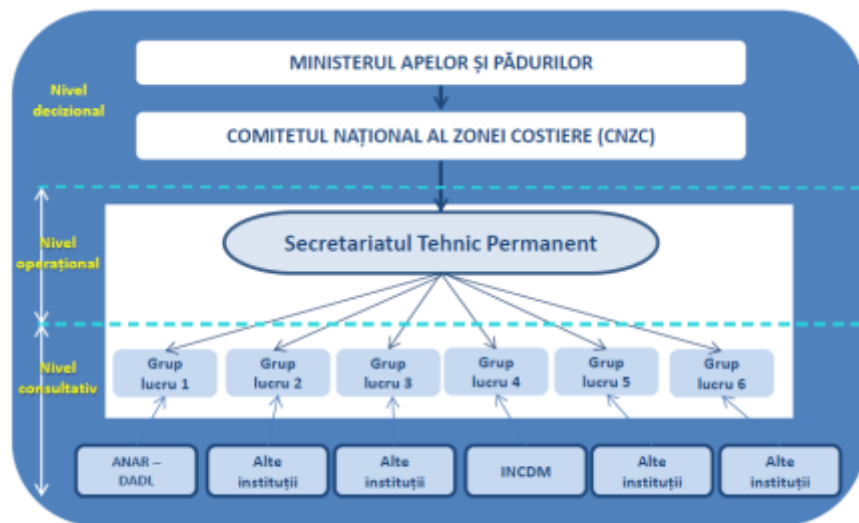 MINISTERUL APELOR ȘI PĂDURILOR
Nivel
decizional
COMITETUL NAȚIONAL AL ZONEI COSTIERE (CNZC)
Secretariatul Tehnic Permanent
Nivel
operațional
Nivel
consultativ
Grup
lucru 1
Grup
lucru 2
Grup
lucru 3
Grup
lucru 4
Grup
lucru 5
Grup
lucru 6
ANAR –
DADL
Alte
instituții
Alte
instituții
INCDM
Alte
instituții
Alte
instituții